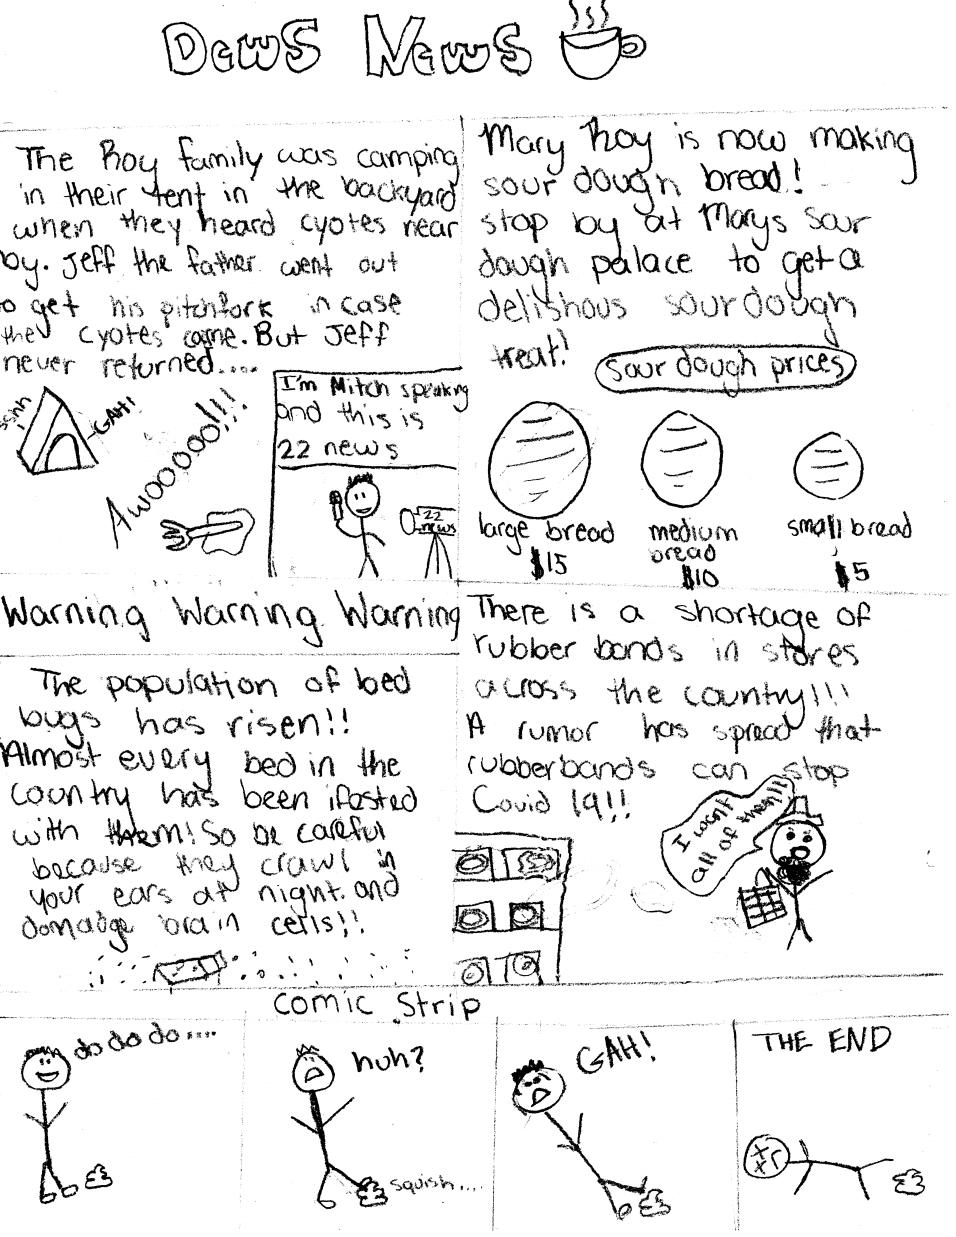 Dews News
The Roy family was camping
in their tent in the backyard
when they heard cyotes near
by. Jeff the father went out
to get his pitchfork in case
the cyotes came. But Jeff
never returned....
sshh
GAH!
Awoooooo!!!
I'm Mitch speaking
and this is
22 news
22
news
Mary Roy is now making
sour dough bread!
stop by at Marys sour
dough palace to get a
delishous sourdough
treat!
sour dough prices
large bread
$15
medium
bread
$10
small bread
$5
Warning Warning Warning
The population of bed
bugs has risen!!
Almost every bed in the
country has been ifested
with them! So be careful
because they crawl in
your ears at night. and
domadge brain cells!!
There is a shortage of
rubber bands in stores
across the country!!!
A rumor has spread that
rubberbands can stop
Covid 19!!
I want
all of them!!!
comic Strip
do do do....
huh?
squish....
GAH!
THE END